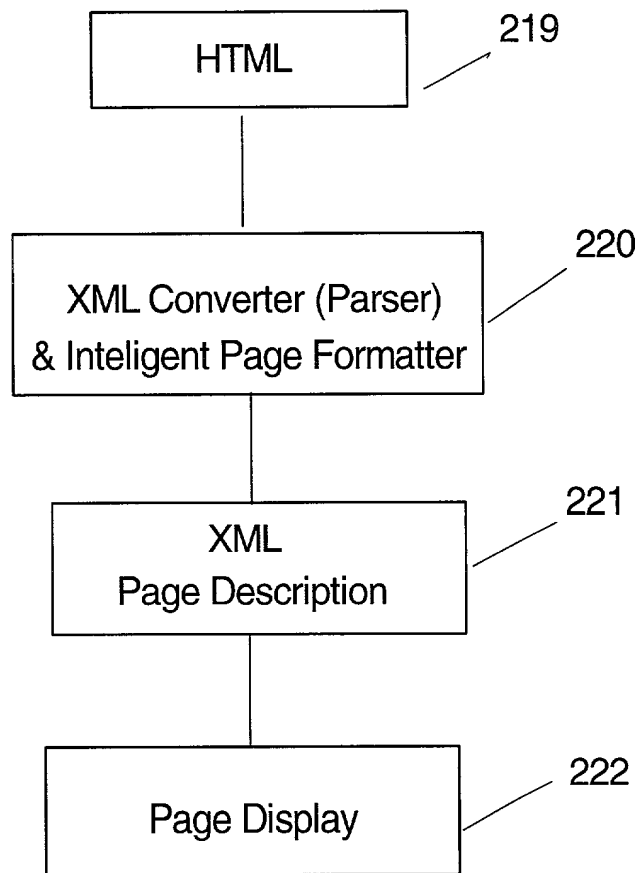 HTML
219
XML Converter (Parser)
& Inteligent Page Formatter
220
XML
Page Description
221
Page Display
222